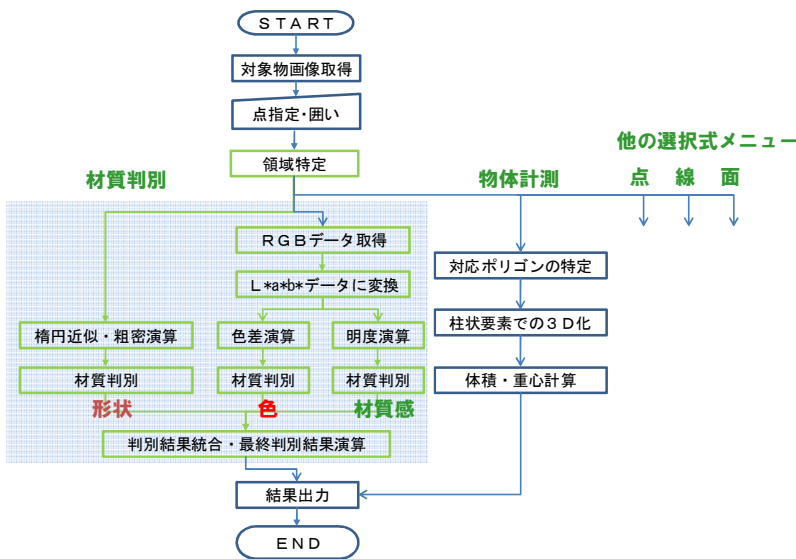 ＳＴＡＲＴ
対象物画像取得
点指定・囲い
他の選択式メニュー
領域特定
材質判別
物体計測
点 線 面
ＲＧＢデータ取得
対応ポリゴンの特定
Ｌ*a*b*データに変換
柱状要素での３Ｄ化
楕円近似・粗密演算
色差演算
明度演算
材質判別
材質判別
材質判別
体積・重心計算
形状
色
材質感
判別結果統合・最終判別結果演算
結果出力
ＥＮＤ